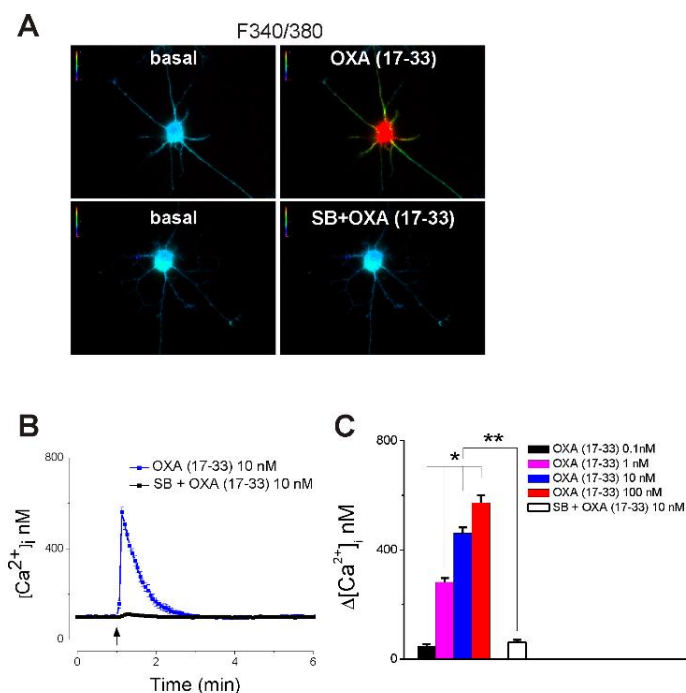 A
F340/380
basal
OXA (17-33)
basal
SB+OXA (17-33)
B
800
400
0
[Ca2+]i nM
OXA (17-33) 10 nM
SB + OXA (17-33) 10 nM
0
2
4
6
Time (min)
C
800
400
0
Δ[Ca2+]i nM
*
**
OXA (17-33) 0.1nM
OXA (17-33) 1 nM
OXA (17-33) 10 nM
OXA (17-33) 100 nM
SB + OXA (17-33) 10 nM